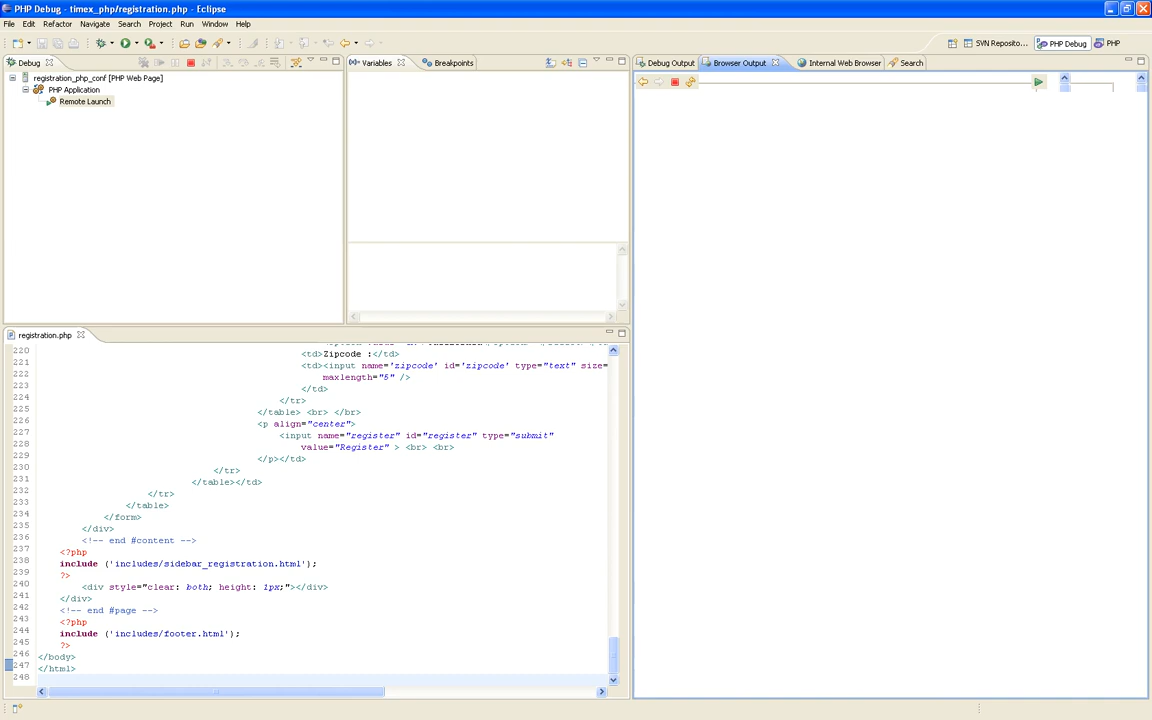 PHP Debug - timex_php/registration.php - Eclipse
File Edit Refactor Navigate Search Project Run Window Help
SVN Reposito... PHP Debug PHP
Debug
Variables Breakpoints
Debug Output Browser Output Internal Web Browser Search
registration_php_conf [PHP Web Page]
PHP Application
Remote Launch
registration.php
220
221 <td>Zipcode :</td>
222 <td><input name='zipcode' id='zipcode' type="text" size=
223 maxlength="5" />
224 </td>
225 </tr>
226 </table> <br> </br>
227 <p align="center">
228 <input name="register" id="register" type="submit"
229 value="Register" > <br> <br>
230 </p></td>
231 </tr>
232 </table></td>
233 </tr>
234 </table>
235 </form>
236 </div>
237 <!-- end #content -->
238 <?php
239 include ('includes/sidebar_registration.html');
240 ?>
241 <div style="clear: both; height: 1px;"></div>
242 </div>
243 <!-- end #page -->
244 <?php
245 include ('includes/footer.html');
246 ?>
247 </body>
248 </html>